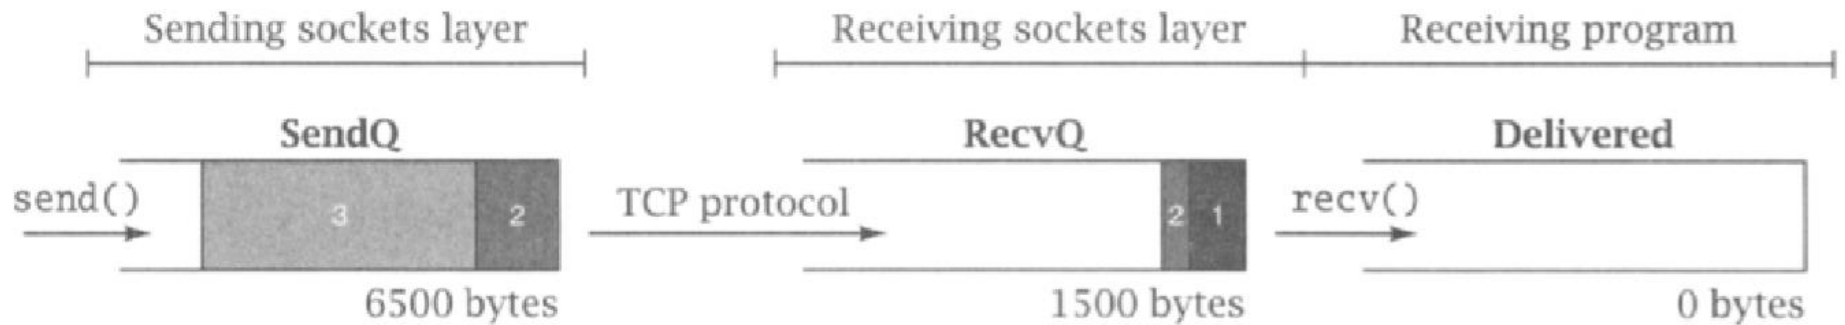 Sending sockets layer Receiving sockets layer Receiving program
SendQ RecvQ Delivered
send() 3 2 TCP protocol 2 1 recv()
6500 bytes 1500 bytes 0 bytes